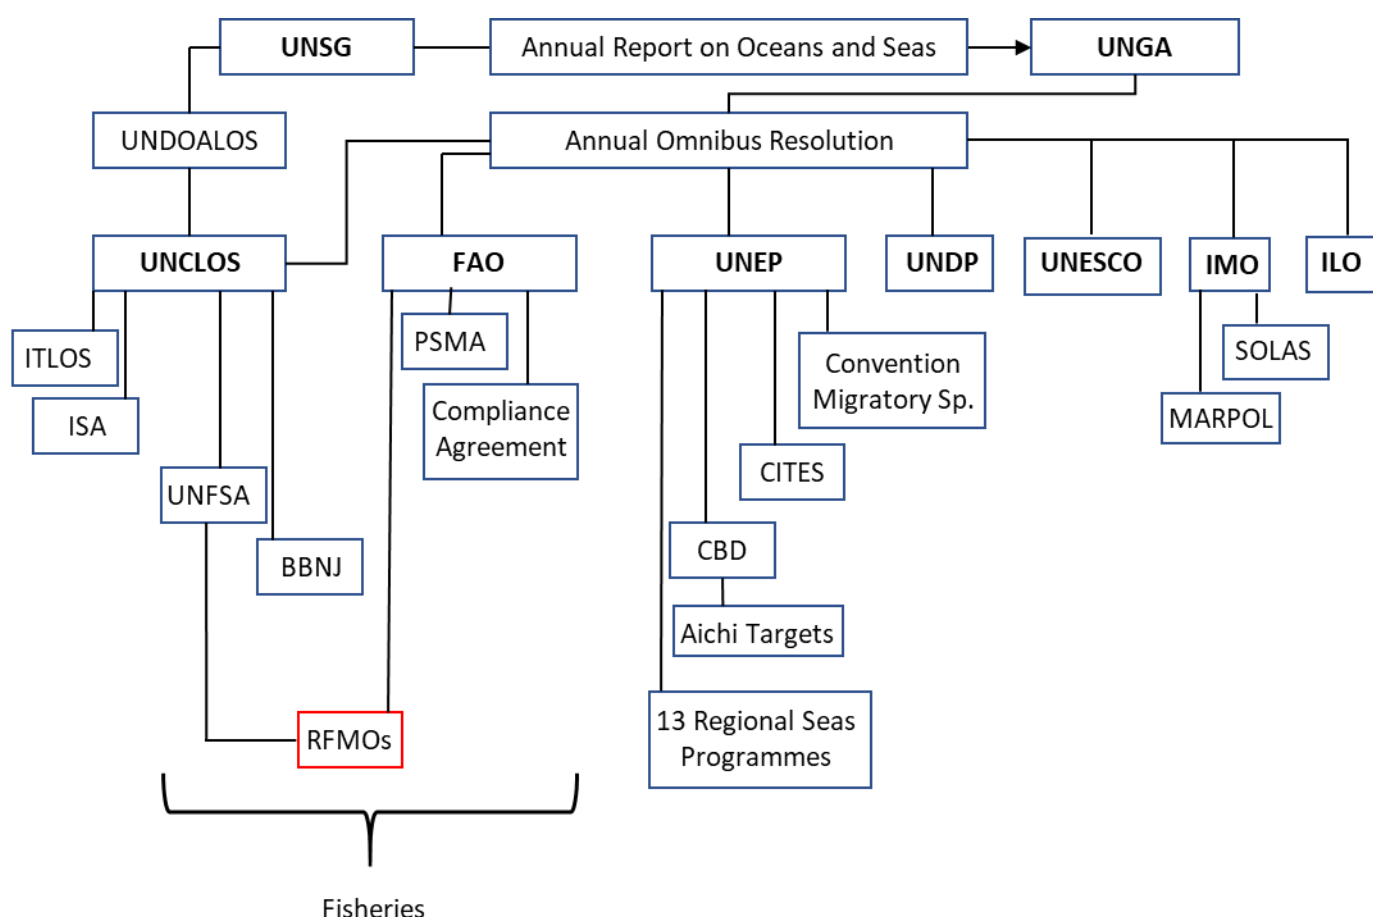 UNSG
Annual Report on Oceans and Seas
UNGA
UNDOALOS
Annual Omnibus Resolution
UNCLOS
FAO
UNEP
UNDP
UNESCO
IMO
ILO
ITLOS
PSMA
Convention
Migratory Sp.
SOLAS
ISA
Compliance
Agreement
MARPOL
UNFSA
CITES
BBNJ
CBD
Aichi Targets
RFMOs
13 Regional Seas
Programmes
Fisheries